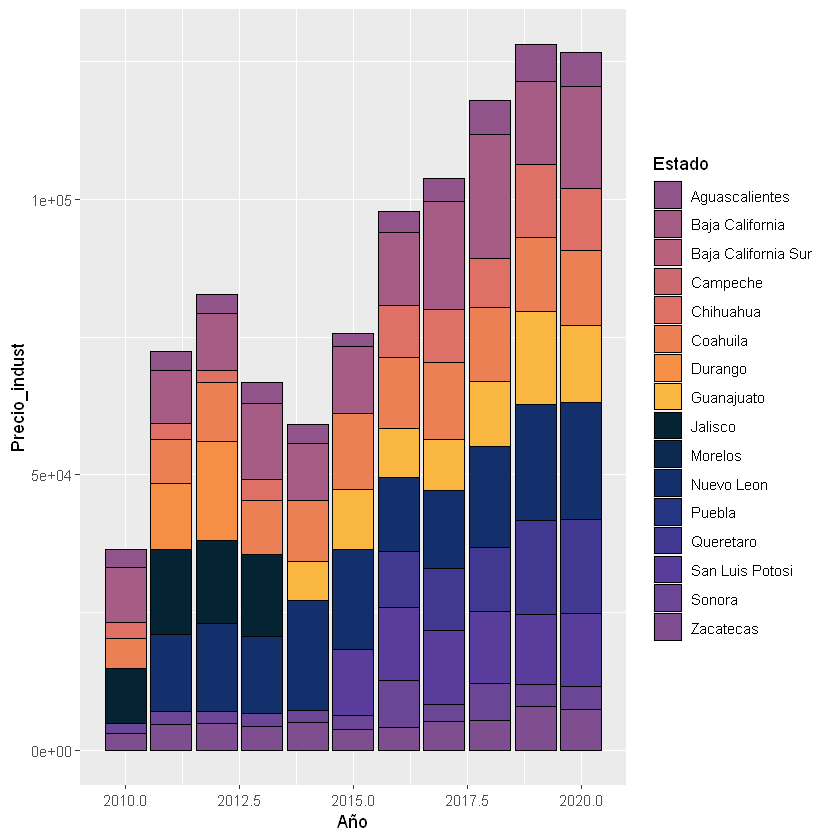 Precio_indust
1e+05
5e+04
0e+00
2010.0
2012.5
2015.0
2017.5
2020.0
Año
Estado
Aguascalientes
Baja California
Baja California Sur
Campeche
Chihuahua
Coahuila
Durango
Guanajuato
Jalisco
Morelos
Nuevo Leon
Puebla
Queretaro
San Luis Potosi
Sonora
Zacatecas